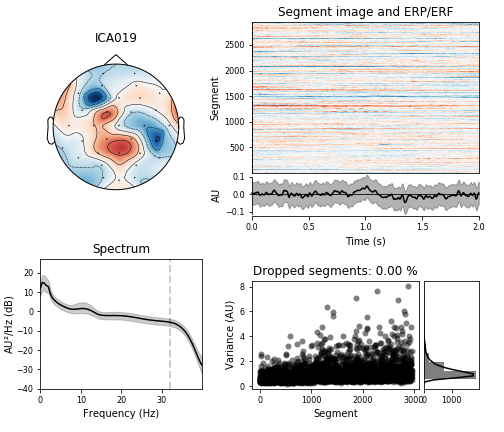 ICA019
Segment image and ERP/ERF
Segment
2500
2000
1500
1000
500
AU
0.1
0.0
−0.1
0.0 0.5 1.0 1.5 2.0
Time (s)
Spectrum
AU²/Hz (dB)
20
10
0
−10
−20
−30
−40
0 10 20 30
Frequency (Hz)
Dropped segments: 0.00 %
Variance (AU)
8
6
4
2
0
0 1000 2000 3000
Segment
0 1000